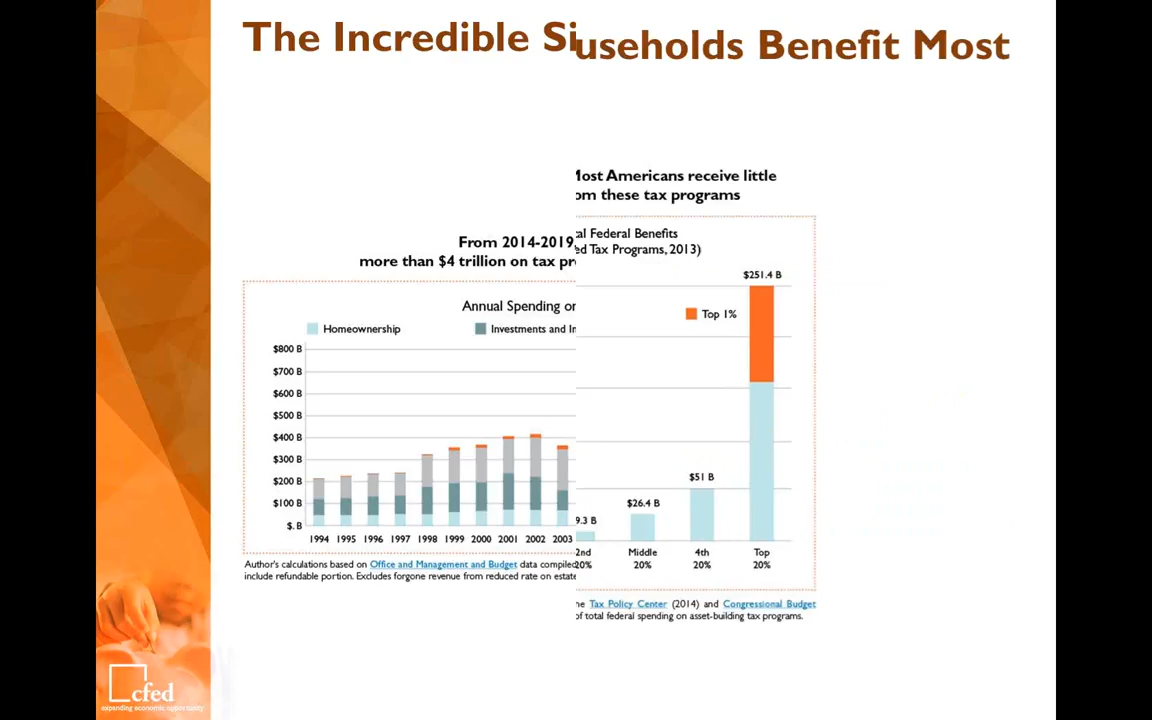 The Incredible Si
useholds Benefit Most
From 2014-2019
more than $4 trillion on tax pr
Annual Spending or
Homeownership
Investments and In
$800 B
$700 B
$600 B
$500 B
$400 B
$300 B
$200 B
$100 B
$. B
1994 1995 1996 1997 1998 1999 2000 2001 2002 2003
Author's calculations based on Office and Management and Budget data compiled
include refundable portion. Excludes forgone revenue from reduced rate on estate
Most Americans receive little
om these tax programs
al Federal Benefits
ed Tax Programs, 2013)
$251.4 B
Top 1%
$51 B
$26.4 B
9.3 B
2nd Middle 4th Top
20% 20% 20% 20%
he Tax Policy Center (2014) and Congressional Budget
of total federal spending on asset-building tax programs.
cfed
expanding economic opportunity